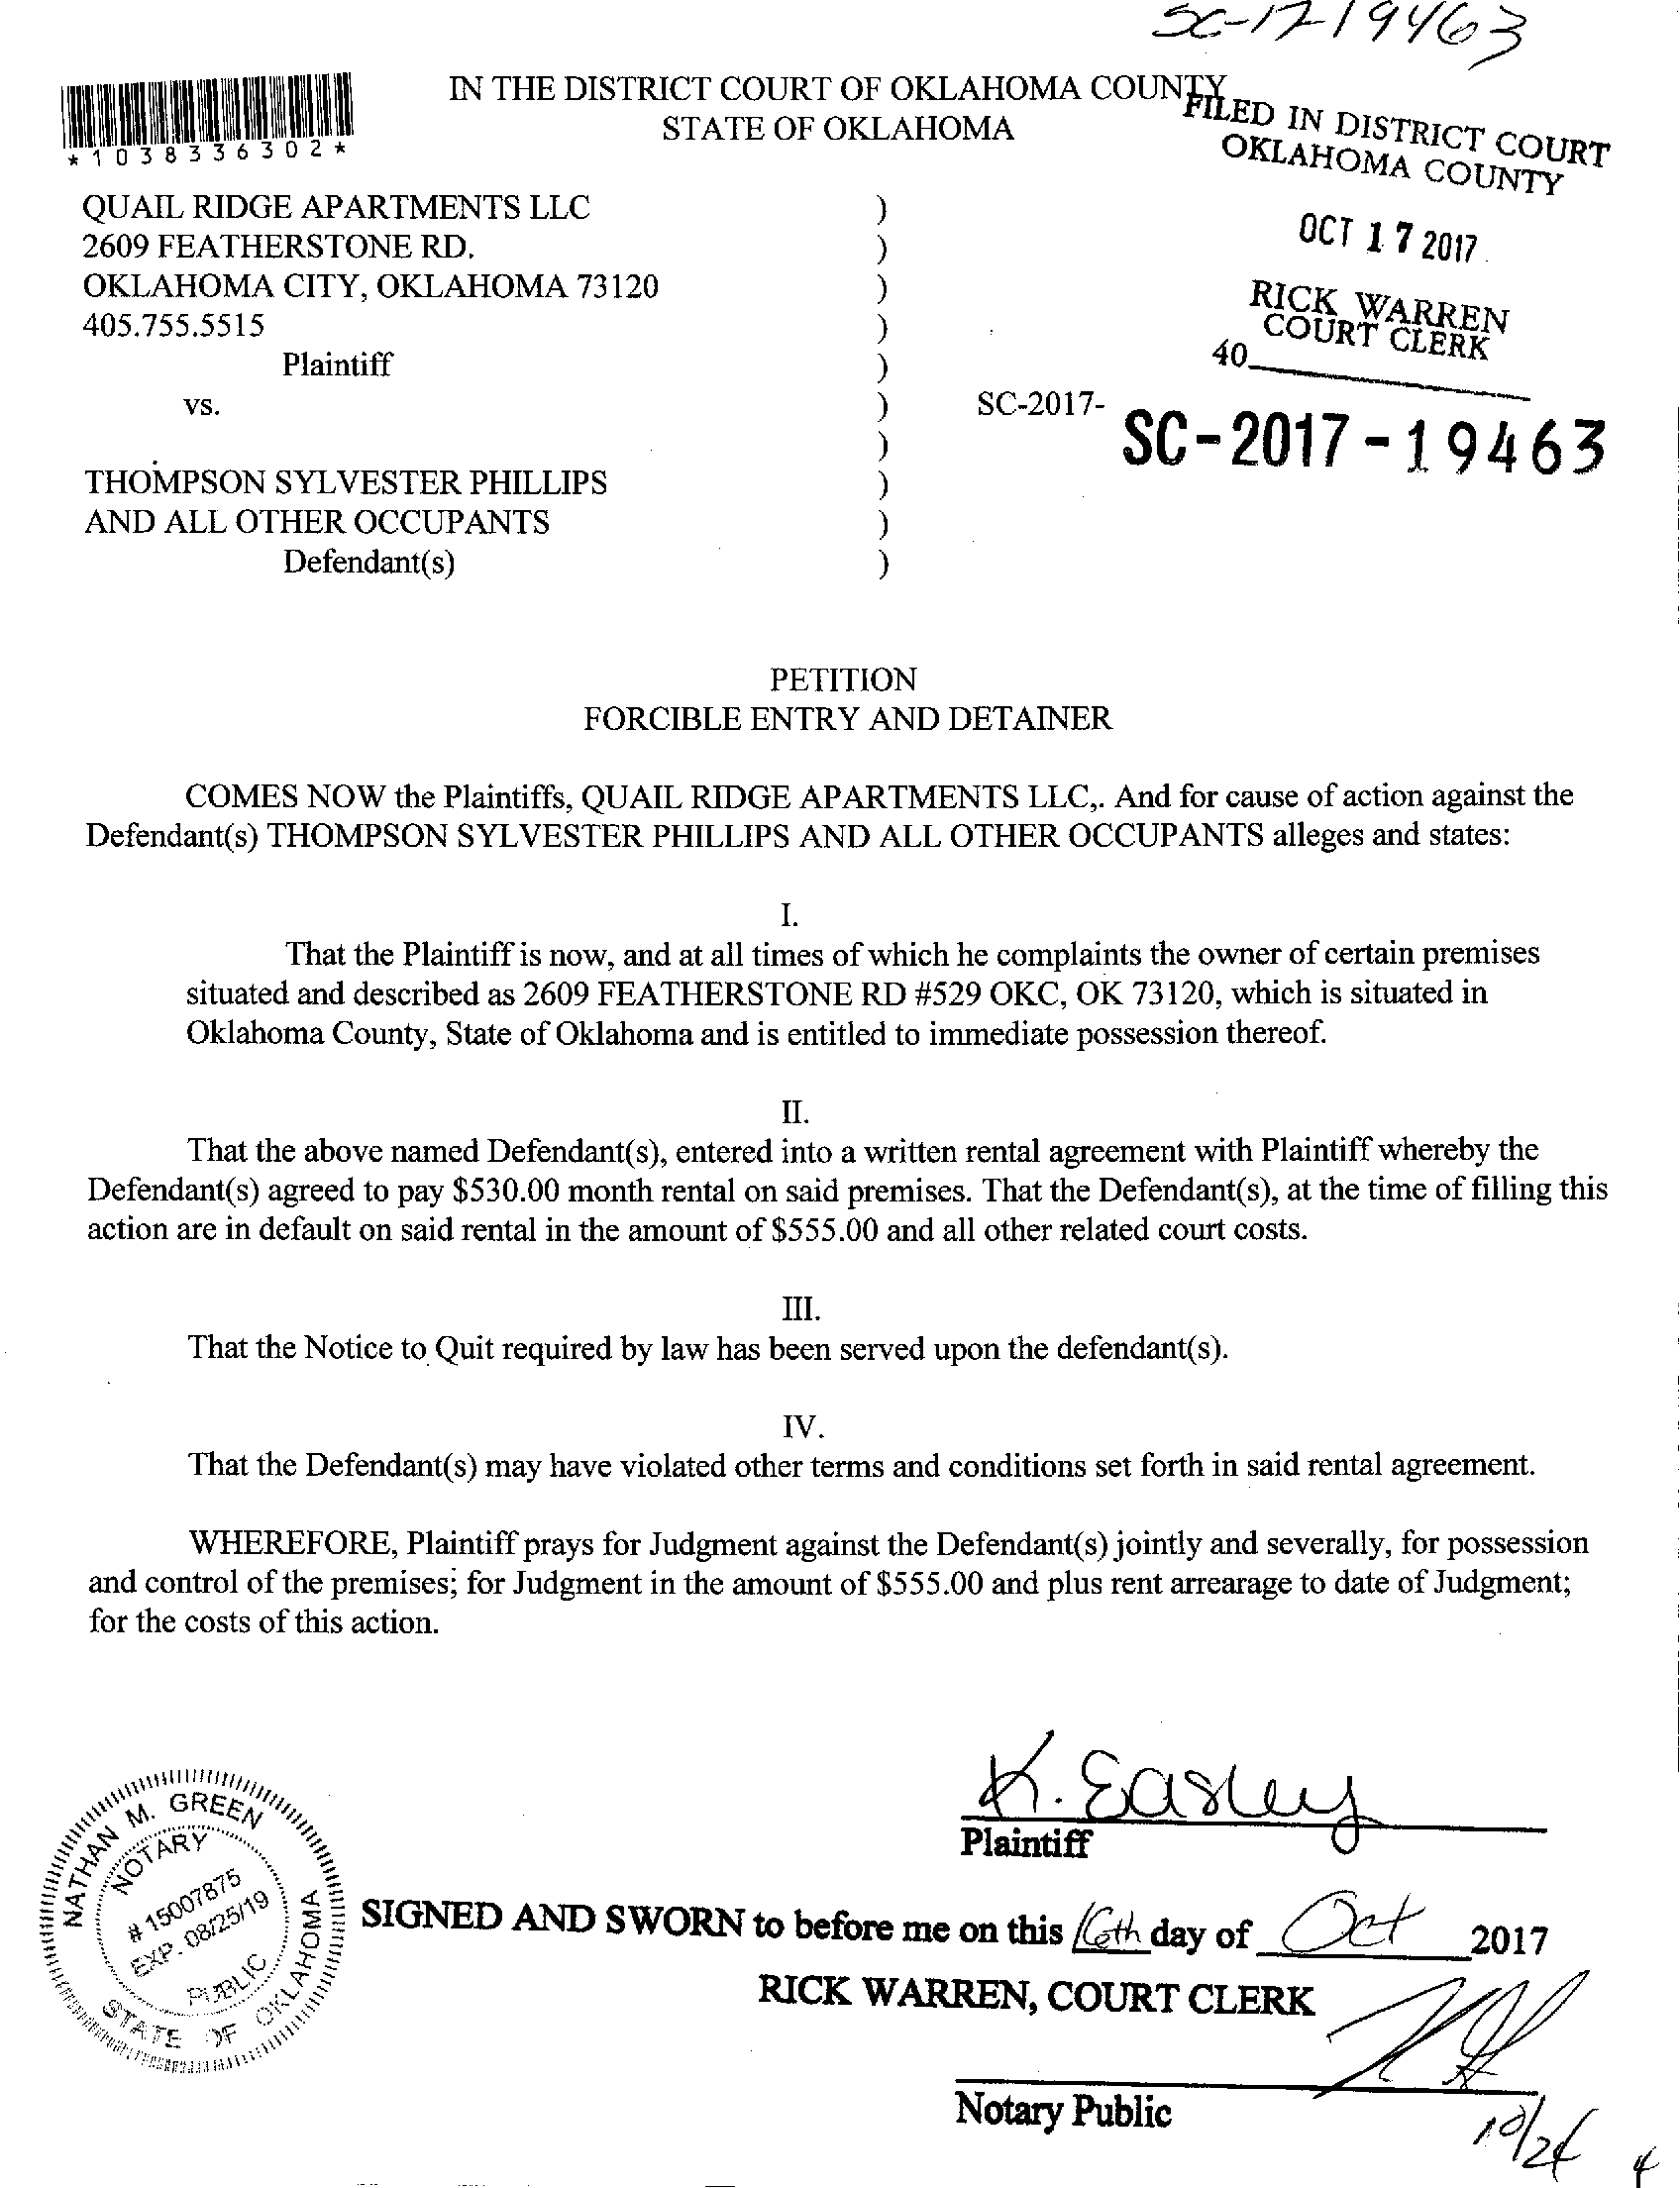 SC-17-19463
IN THE DISTRICT COURT OF OKLAHOMA COUNTY
STATE OF OKLAHOMA
*1038336302*
FILED IN DISTRICT COURT
OKLAHOMA COUNTY
OCT 17 2017
RICK WARREN
COURT CLERK
40
QUAIL RIDGE APARTMENTS LLC )
2609 FEATHERSTONE RD. )
OKLAHOMA CITY, OKLAHOMA 73120 )
405.755.5515 )
Plaintiff )
vs. ) SC-2017-
)
SC-2017-19463
THOMPSON SYLVESTER PHILLIPS )
AND ALL OTHER OCCUPANTS )
Defendant(s) )
PETITION
FORCIBLE ENTRY AND DETAINER
COMES NOW the Plaintiffs, QUAIL RIDGE APARTMENTS LLC,. And for cause of action against the
Defendant(s) THOMPSON SYLVESTER PHILLIPS AND ALL OTHER OCCUPANTS alleges and states:
I.
That the Plaintiff is now, and at all times of which he complaints the owner of certain premises
situated and described as 2609 FEATHERSTONE RD #529 OKC, OK 73120, which is situated in
Oklahoma County, State of Oklahoma and is entitled to immediate possession thereof.
II.
That the above named Defendant(s), entered into a written rental agreement with Plaintiff whereby the
Defendant(s) agreed to pay $530.00 month rental on said premises. That the Defendant(s), at the time of filling this
action are in default on said rental in the amount of $555.00 and all other related court costs.
III.
That the Notice to Quit required by law has been served upon the defendant(s).
IV.
That the Defendant(s) may have violated other terms and conditions set forth in said rental agreement.
WHEREFORE, Plaintiff prays for Judgment against the Defendant(s) jointly and severally, for possession
and control of the premises; for Judgment in the amount of $555.00 and plus rent arrearage to date of Judgment;
for the costs of this action.
K. Easley
Plaintiff
NATHAN M. GREEN
NOTARY
# 15007875
EXP. 08/25/19
PUBLIC
STATE OF OKLAHOMA
SIGNED AND SWORN to before me on this 16th day of Oct 2017
RICK WARREN, COURT CLERK
Notary Public
10/24
4